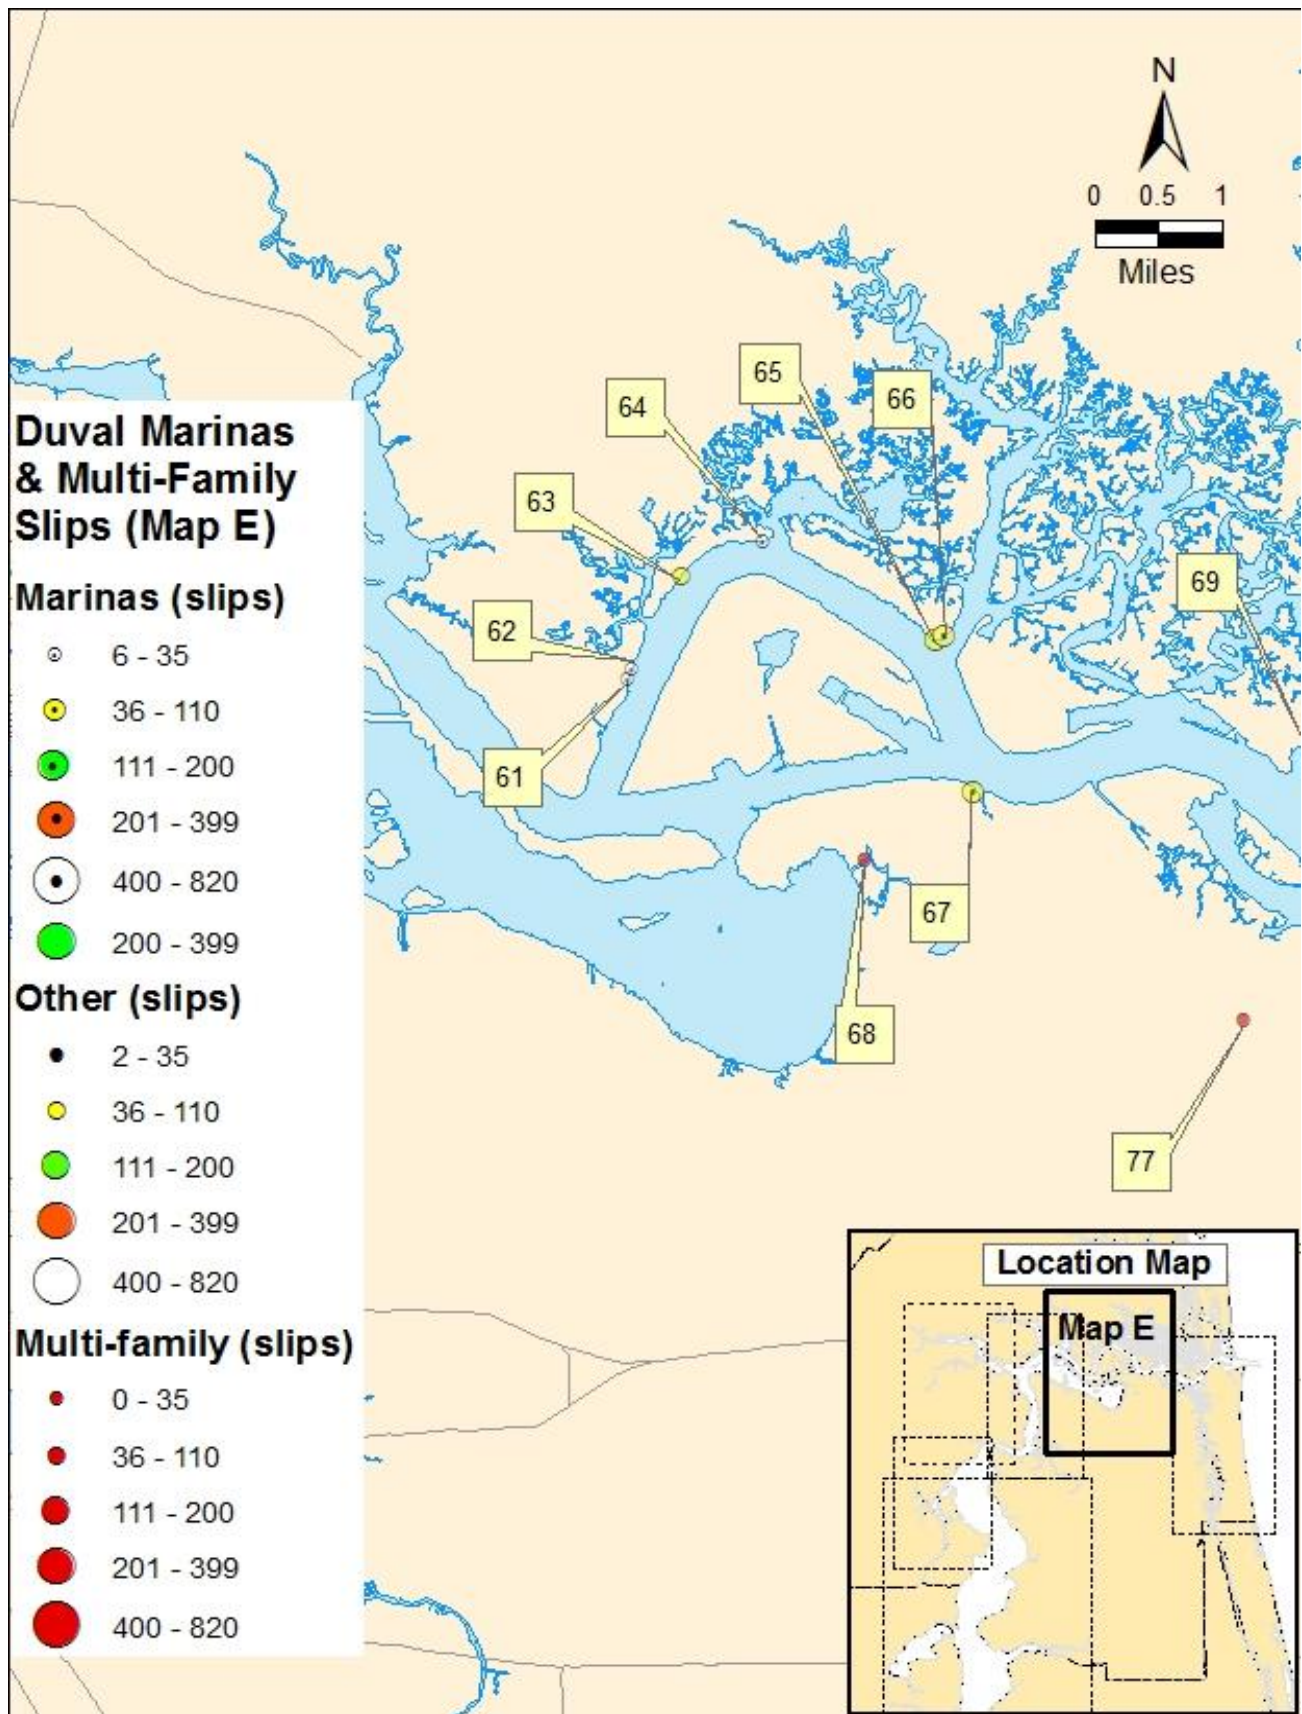 N
0 0.5 1
Miles
65
66
64
63
69
62
61
67
68
77
Duval Marinas
& Multi-Family
Slips (Map E)
Marinas (slips)
6 - 35
36 - 110
111 - 200
201 - 399
400 - 820
200 - 399
Other (slips)
2 - 35
36 - 110
111 - 200
201 - 399
400 - 820
Multi-family (slips)
0 - 35
36 - 110
111 - 200
201 - 399
400 - 820
Location Map
Map E